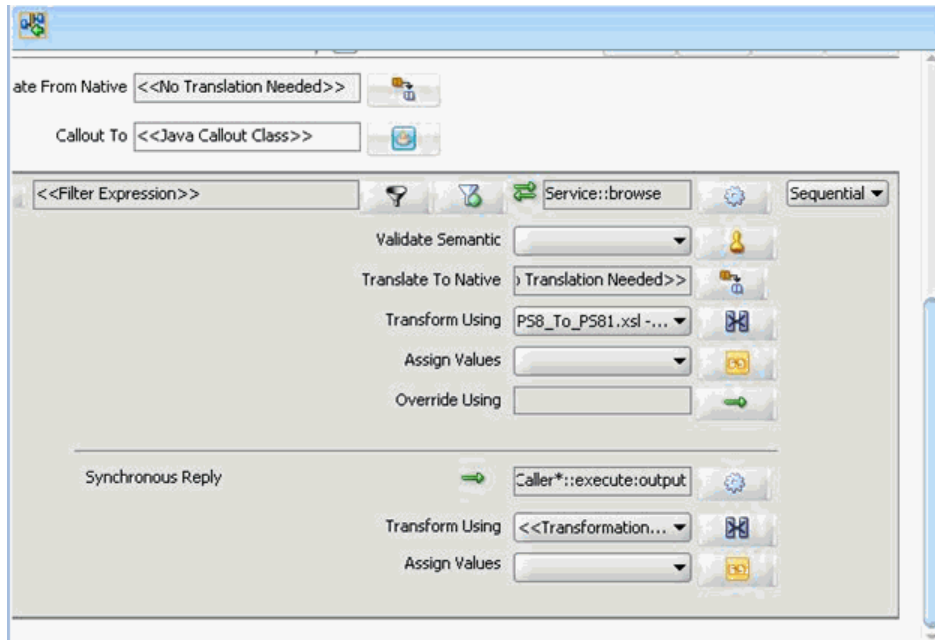 ate From Native <<No Translation Needed>>
Callout To <<Java Callout Class>>
<<Filter Expression>> Service::browse Sequential
Validate Semantic
Translate To Native Translation Needed>>
Transform Using PS8_To_PS81.xsl -...
Assign Values
Override Using
Synchronous Reply Caller*::execute:output
Transform Using <<Transformation...
Assign Values